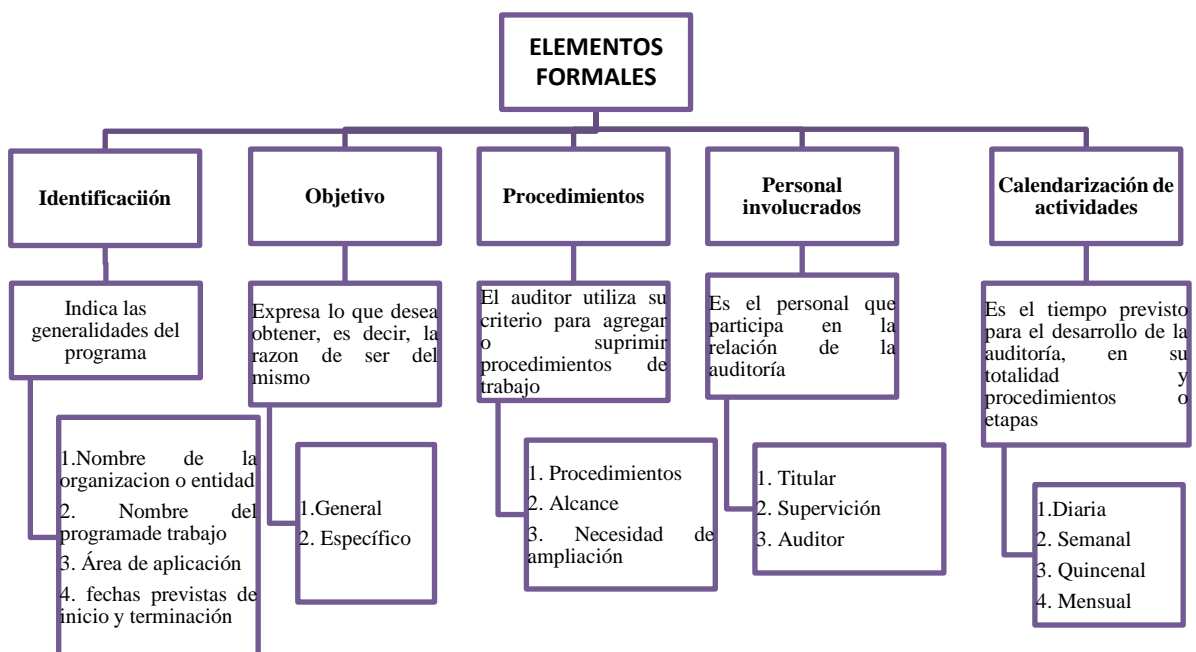 ELEMENTOS
FORMALES
Identificaciión
Indica las
generalidades del
programa
1.Nombre de la
organizacion o entidad
2. Nombre del
programade trabajo
3. Área de aplicación
4. fechas previstas de
inicio y terminación
Objetivo
Expresa lo que desea
obtener, es decir, la
razon de ser del
mismo
1.General
2. Específico
Procedimientos
El auditor utiliza su
criterio para agregar
o suprimir
procedimientos de
trabajo
1. Procedimientos
2. Alcance
3. Necesidad de
ampliación
Personal
involucrados
Es el personal que
participa en la
relación de la
auditoría
1. Titular
2. Supervición
3. Auditor
Calendarización de
actividades
Es el tiempo previsto
para el desarrollo de la
auditoría, en su
totalidad y
procedimientos o
etapas
1.Diaria
2. Semanal
3. Quincenal
4. Mensual